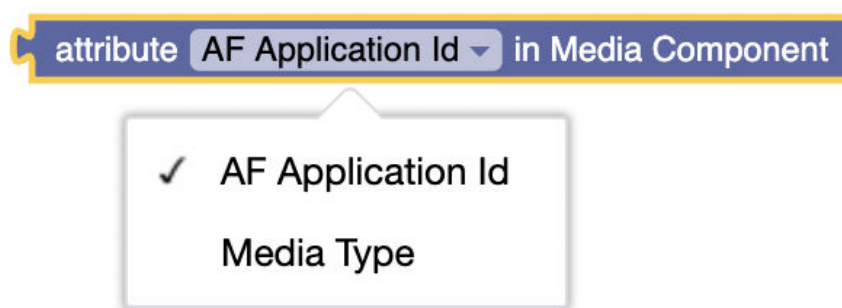 attribute AF Application Id in Media Component
✓ AF Application Id
Media Type